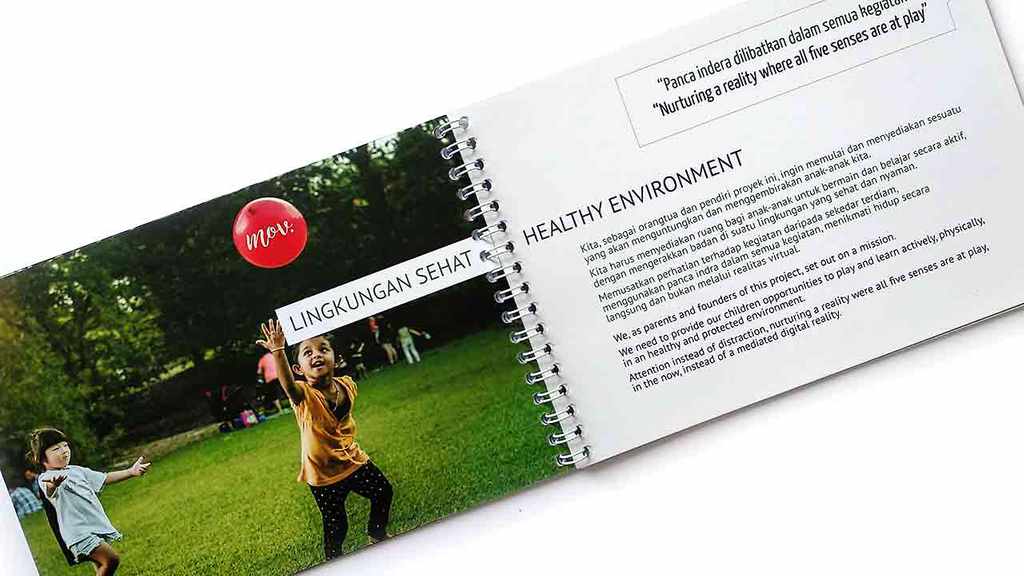 mov.
LINGKUNGAN SEHAT
“Panca indera dilibatkan dalam semua kegiatan
“Nurturing a reality where all five senses are at play”
HEALTHY ENVIRONMENT
Kita, sebagai orangtua dan pendiri proyek ini, ingin memulai dan menyediakan sesuatu
yang akan menguntungkan dan menggembirakan anak-anak kita.
Kita harus menyediakan ruang bagi anak-anak untuk bermain dan belajar secara aktif,
dengan mengerakkan badan di suatu lingkungan yang sehat dan nyaman.
Memusatkan perhatian terhadap kegiatan daripada sekedar terdiam,
menggunakan panca indra dalam semua kegiatan, menikmati hidup secara
langsung dan bukan melalui realitas virtual.
We, as parents and founders of this project, set out on a mission.
We need to provide our children opportunities to play and learn actively, physically,
in an healthy and protected environment.
Attention instead of distraction, nurturing a reality were all five senses are at play,
in the now, instead of a mediated digital reality.